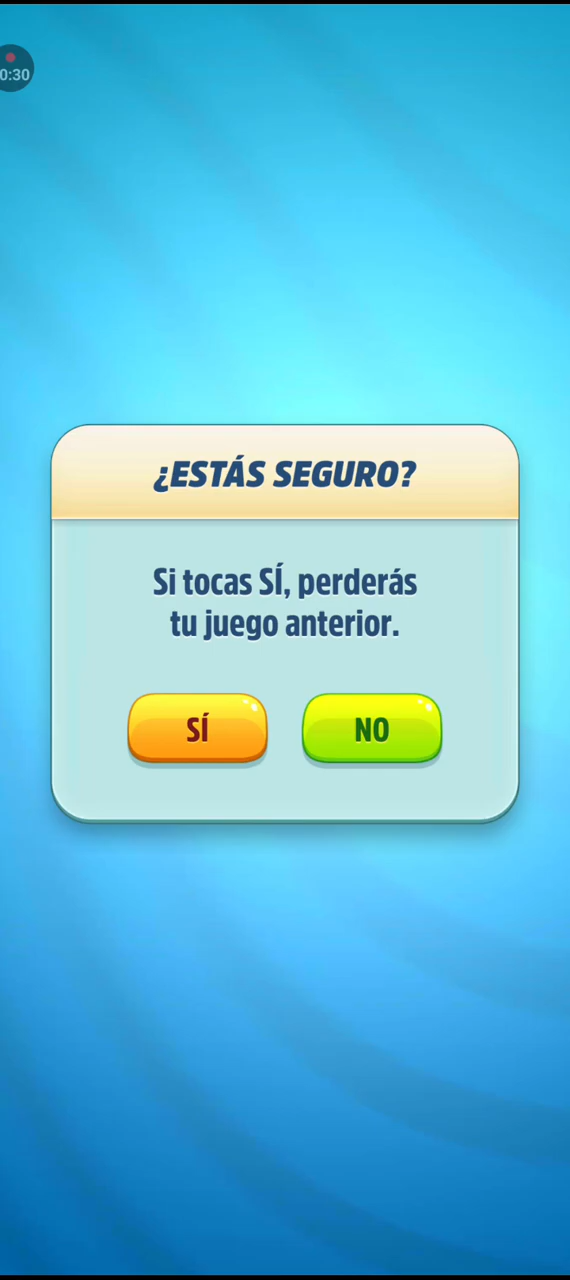 0:30
¿ESTÁS SEGURO?
Si tocas SÍ, perderás
tu juego anterior.
SÍ NO